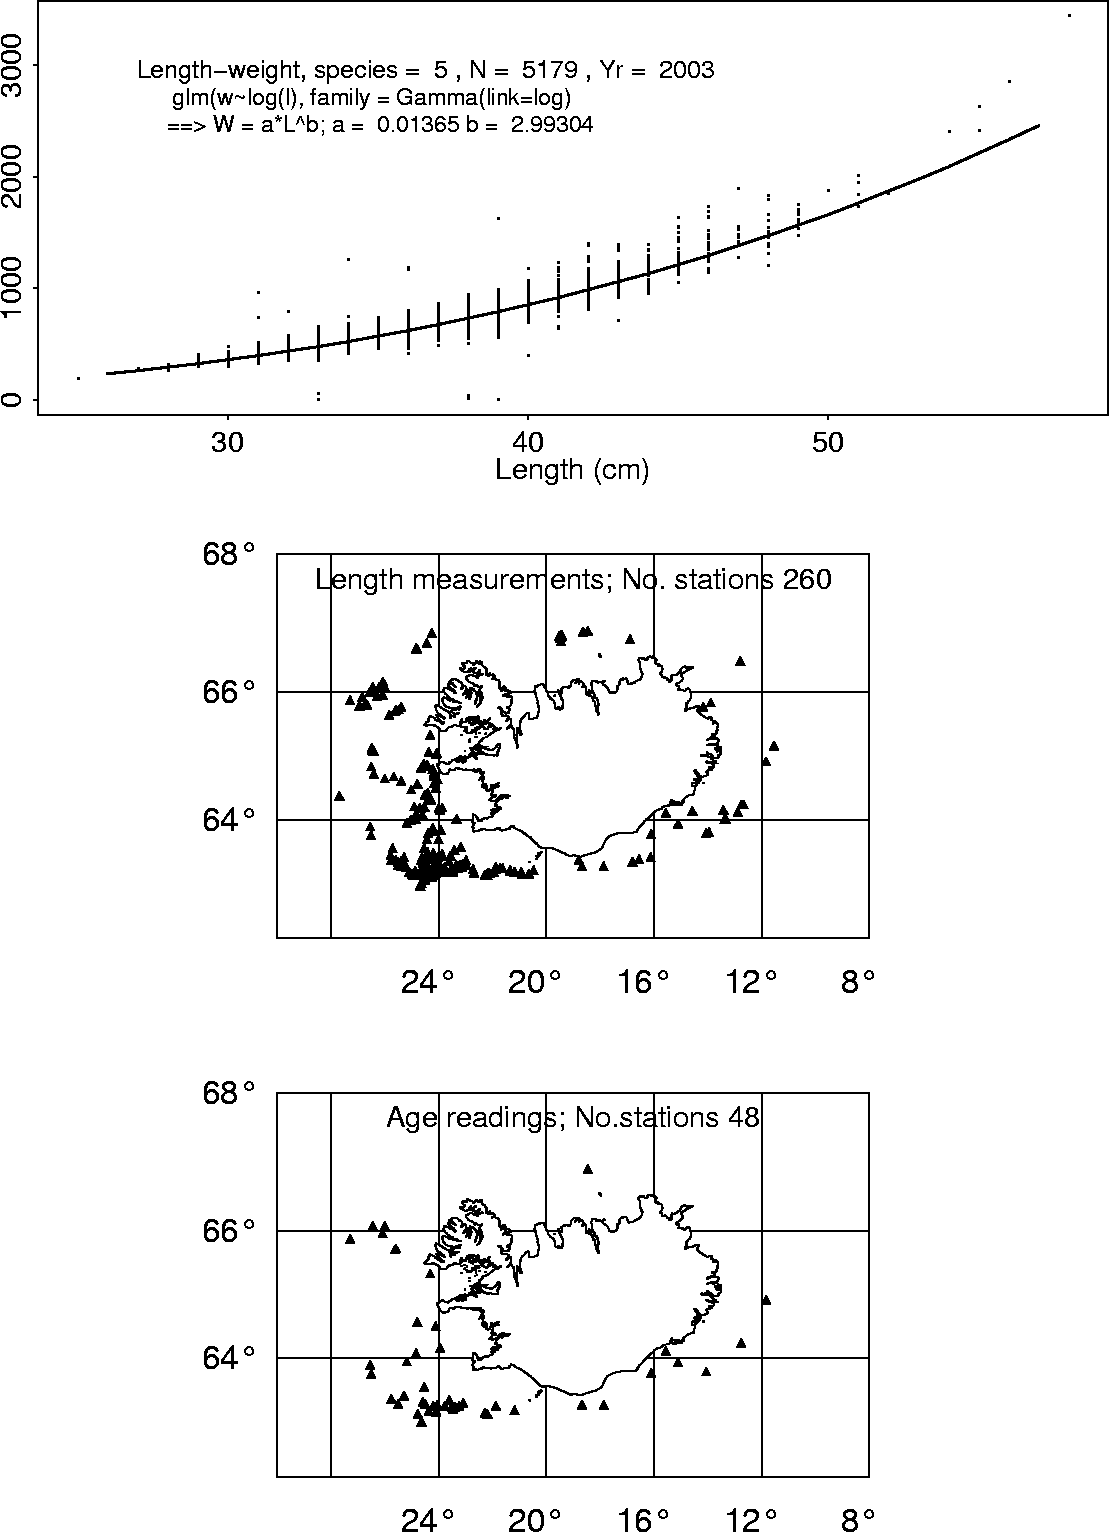 3000
2000
1000
0
Length-weight, species = 5 , N = 5179 , Yr = 2003
glm(w~log(l), family = Gamma(link=log)
==> W = a*L^b; a = 0.01365 b = 2.99304
30 40 50
Length (cm)
68°
Length measurements; No. stations 260
66°
64°
24° 20° 16° 12° 8°
68°
Age readings; No.stations 48
66°
64°
24° 20° 16° 12° 8°